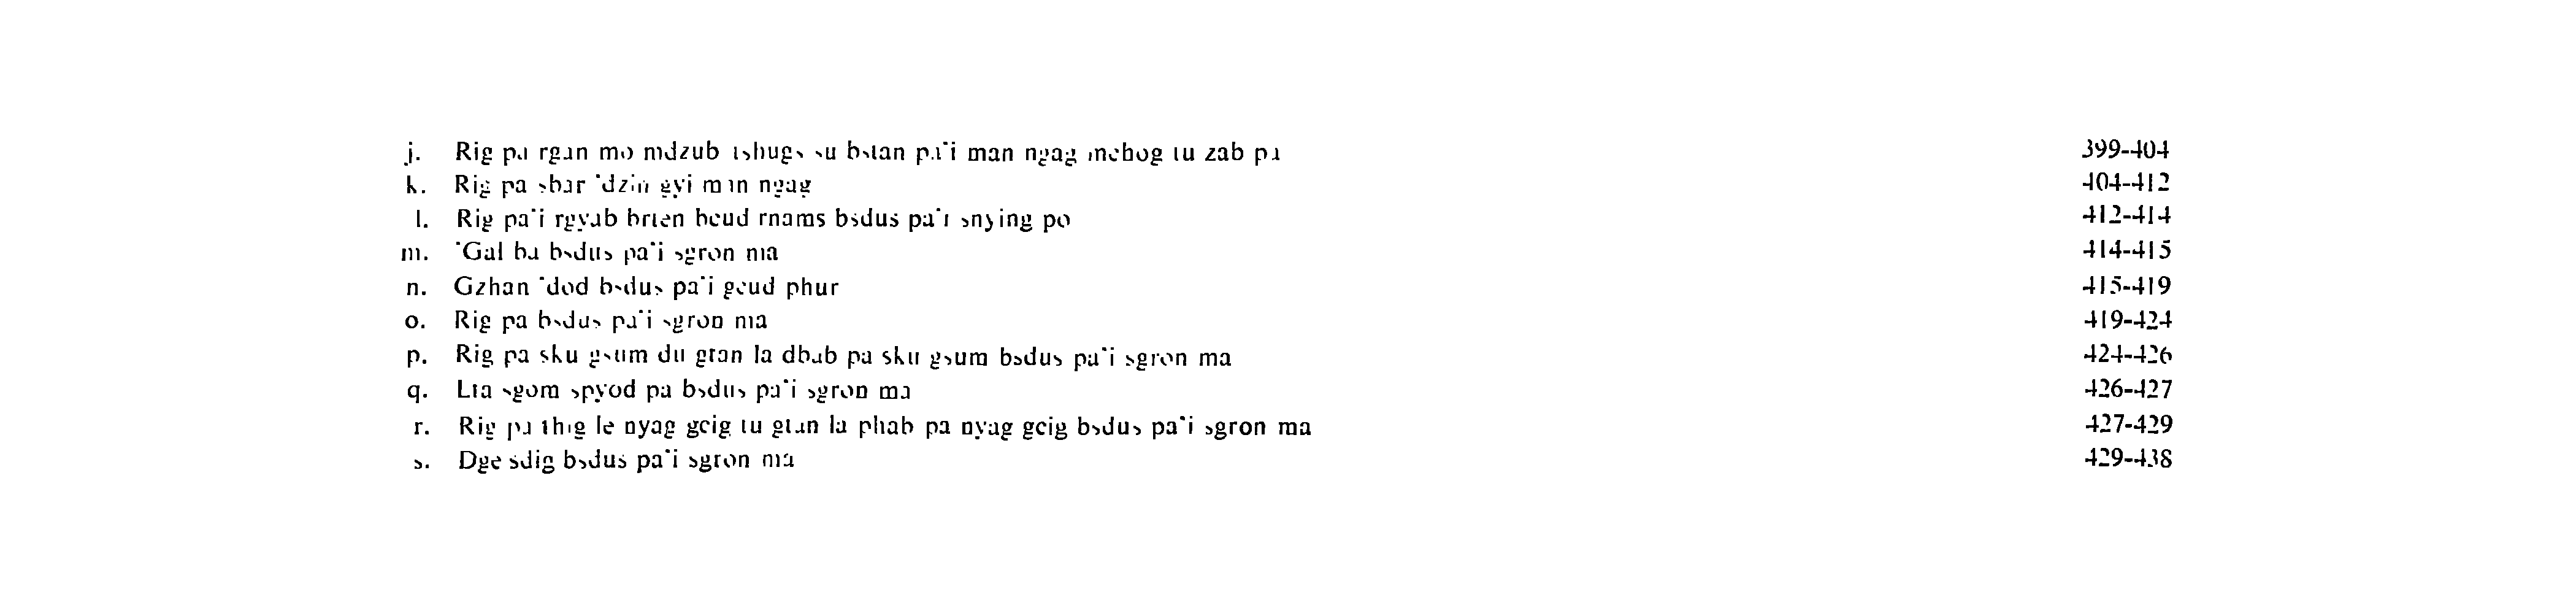 j. Rig pa rgan mo mdzub tshugs su bstan pa'i man ngag mchog tu zab pa 399-404
k. Rig pa sbar 'dzin gyi man ngag 404-412
l. Rig pa'i rgyab brten bcud rnams bsdus pa'i snying po 412-414
m. 'Gal ba bsdus pa'i sgron ma 414-415
n. Gzhan 'dod bsdus pa'i gcud phur 415-419
o. Rig pa bsdus pa'i sgron ma 419-424
p. Rig pa sku gsum du gtan la dbab pa sku gsum bsdus pa'i sgron ma 424-426
q. Lta sgom spyod pa bsdus pa'i sgron ma 426-427
r. Rig pa thig le nyag gcig tu gtan la phab pa nyag gcig bsdus pa'i sgron ma 427-429
s. Dge sdig bsdus pa'i sgron ma 429-438